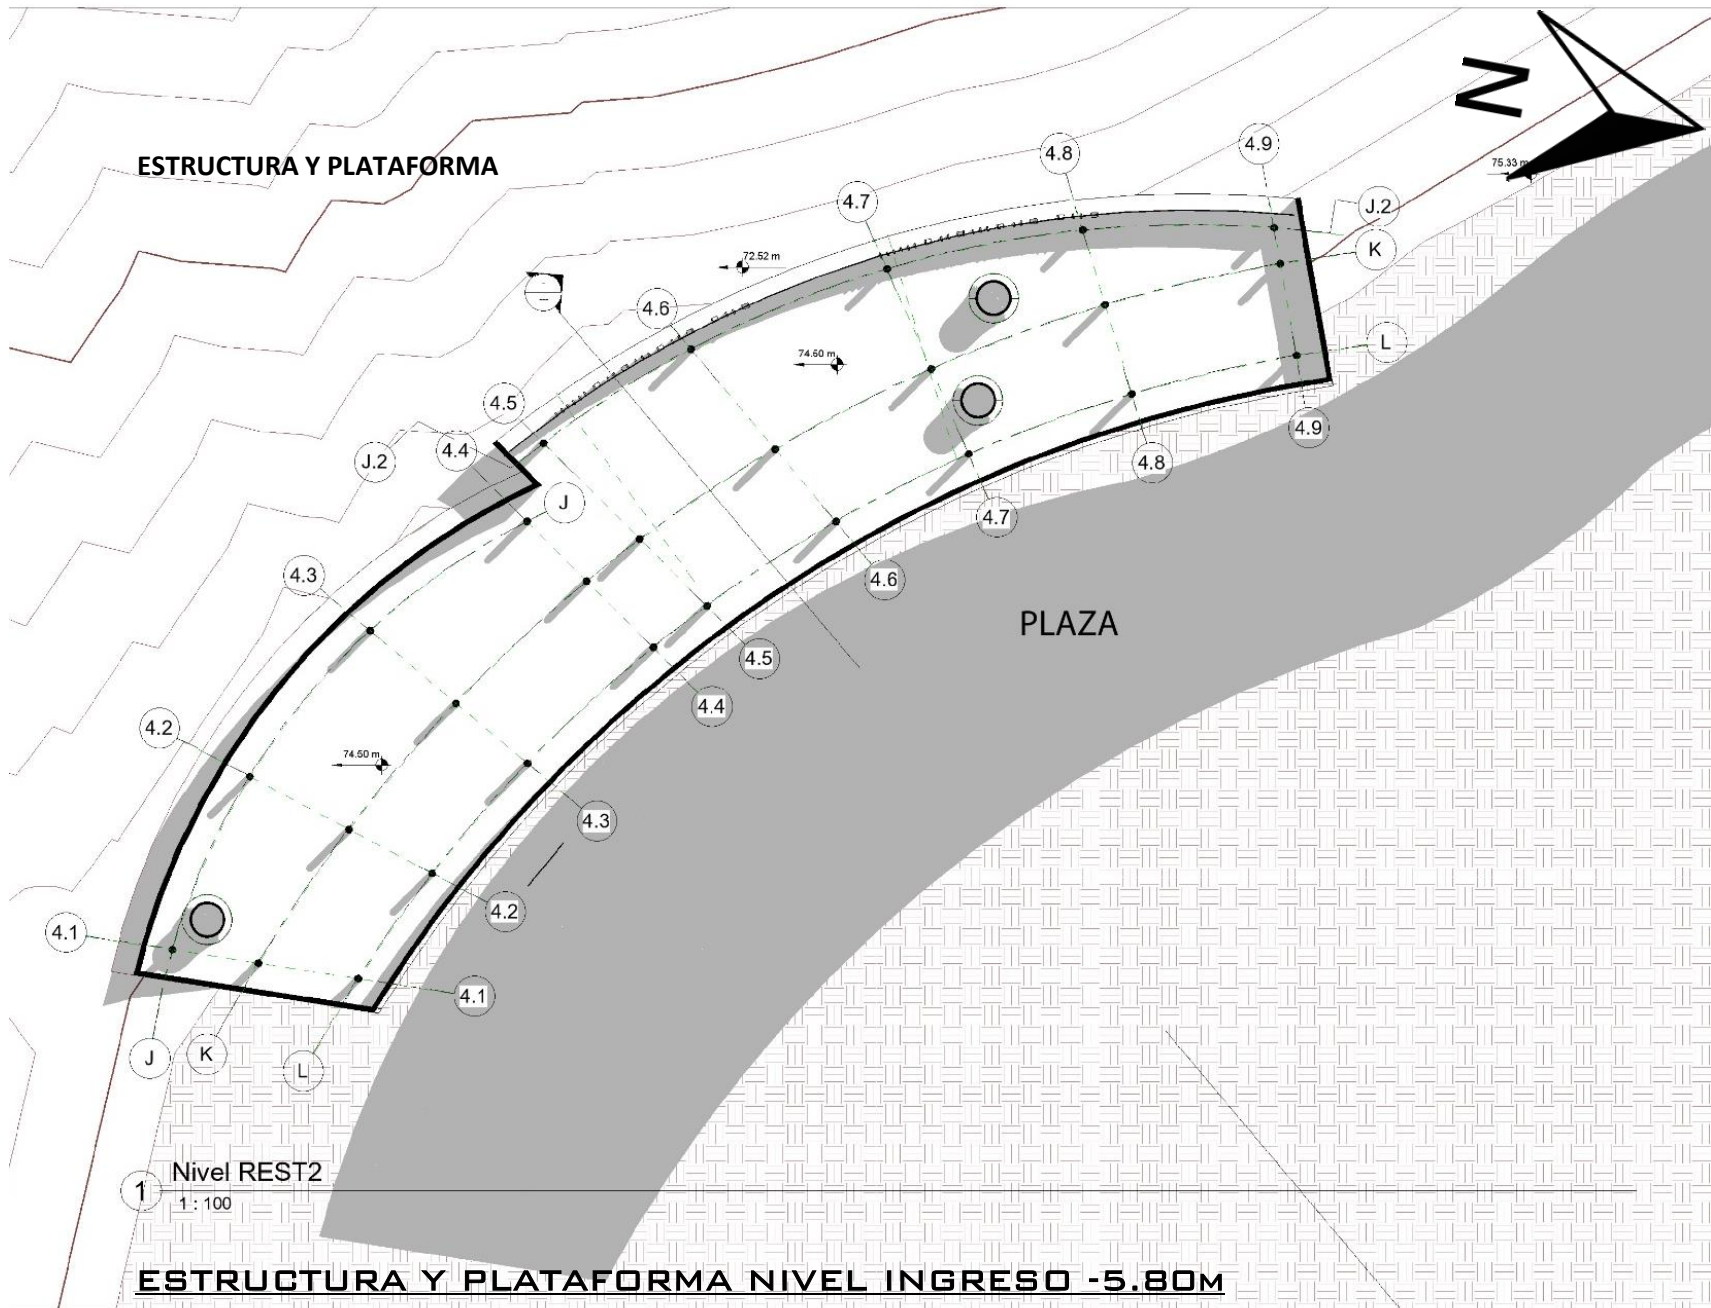 N
4.9
4.8
75.33 m
ESTRUCTURA Y PLATAFORMA
4.7
J.2
K
72.52 m
4.6
L
74.60 m
4.5
4.4
4.9
J.2
4.8
J
4.7
4.3
4.6
PLAZA
4.5
4.4
4.2
74.50 m
4.3
4.2
4.1
4.1
J
K
L
Nivel REST2
1
1 : 100
ESTRUCTURA Y PLATAFORMA NIVEL INGRESO -5.80M